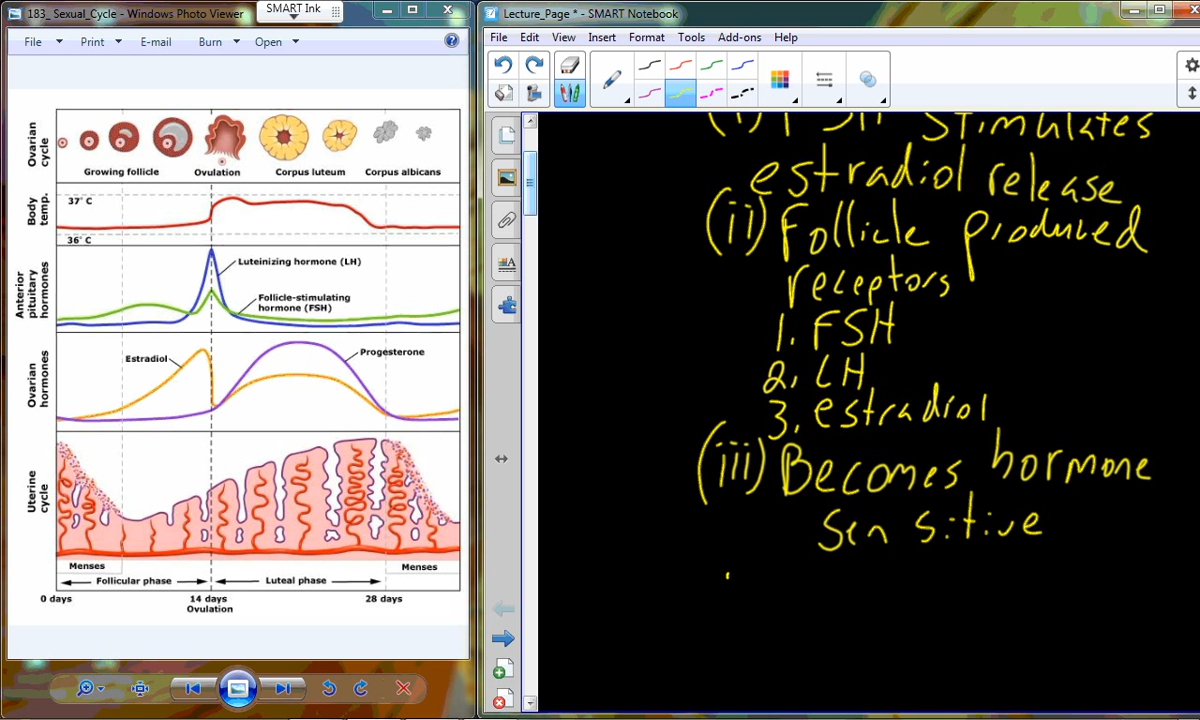 183_Sexual_Cycle - Windows Photo Viewer
SMART Ink
File Print E-mail Burn Open
Ovarian cycle
Growing follicle Ovulation Corpus luteum Corpus albicans
Body temp.
37° C
36° C
Anterior pituitary hormones
Luteinizing hormone (LH)
Follicle-stimulating
hormone (FSH)
Ovarian hormones
Estradiol
Progesterone
Uterine cycle
Menses Menses
Follicular phase Luteal phase
0 days 14 days 28 days
Ovulation
Lecture_Page * - SMART Notebook
File Edit View Insert Format Tools Add-ons Help
(i) FSH stimulates
estradiol release
(ii) Follicle produced
receptors
1. FSH
2. LH
3. estradiol
(iii) Becomes hormone
sensitive